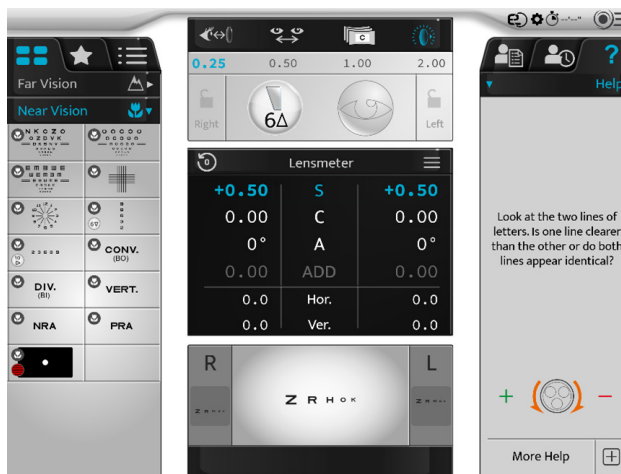 0.25 0.50 1.00 2.00
Right
6Δ
Left
Far Vision
Near Vision
N K C Z O
O Z D V K
CONV.
(BO)
DIV.
(BI)
VERT.
NRA
PRA
Lensmeter
+0.50 S +0.50
0.00 C 0.00
0° A 0°
0.00 ADD 0.00
0.0 Hor. 0.0
0.0 Ver. 0.0
R
L
Z R H O K
Help
Look at the two lines of
letters. Is one line clearer
than the other or do both
lines appear identical?
+ −
More Help